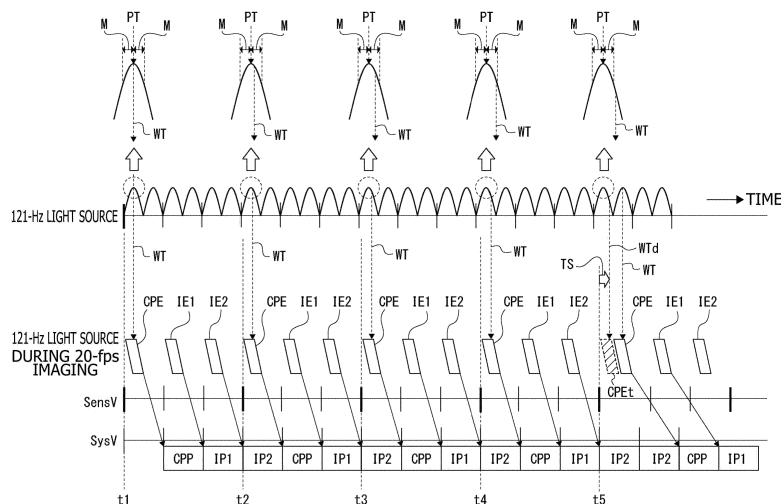 PT PT PT PT PT
M M M M M M M M M M
WT WT WT WT WT
121-Hz LIGHT SOURCE
TIME
WT WT WT WT WTd
TS WT
CPE IE1 IE2 CPE IE1 IE2 CPE IE1 IE2 CPE IE1 IE2 CPE IE1 IE2
121-Hz LIGHT SOURCE
DURING 20-fps
IMAGING
CPEt
SensV
SysV
CPP IP1 IP2 CPP IP1 IP2 CPP IP1 IP2 CPP IP1 IP2 IP2 CPP IP1
t1 t2 t3 t4 t5